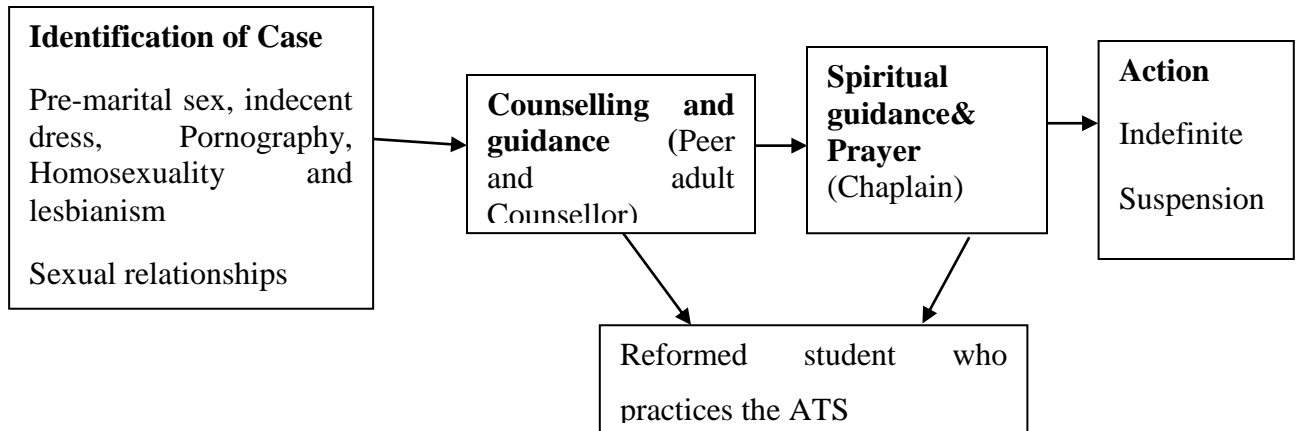 Identification of Case
Pre-marital sex, indecent
dress, Pornography,
Homosexuality and
lesbianism
Sexual relationships
Counselling and
guidance (Peer
and adult
Counsellor)
Spiritual
guidance&
Prayer
(Chaplain)
Action
Indefinite
Suspension
Reformed student who
practices the ATS